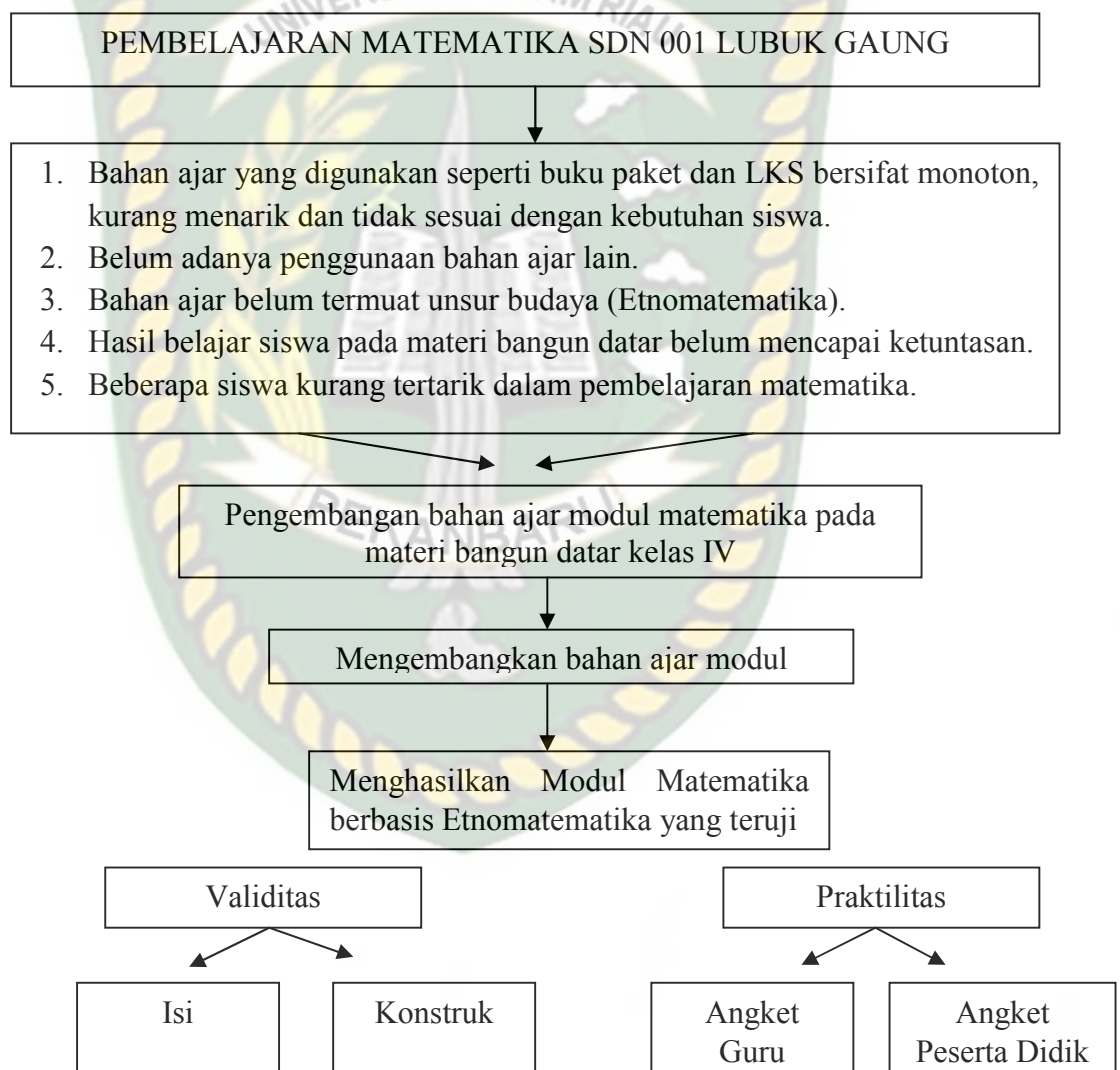 UNIVERSITAS ISLAM RIAU
PEMBELAJARAN MATEMATIKA SDN 001 LUBUK GAUNG
1. Bahan ajar yang digunakan seperti buku paket dan LKS bersifat monoton,
kurang menarik dan tidak sesuai dengan kebutuhan siswa.
2. Belum adanya penggunaan bahan ajar lain.
3. Bahan ajar belum termuat unsur budaya (Etnomatematika).
4. Hasil belajar siswa pada materi bangun datar belum mencapai ketuntasan.
5. Beberapa siswa kurang tertarik dalam pembelajaran matematika.
PEKANBARU
Pengembangan bahan ajar modul matematika pada
materi bangun datar kelas IV
Mengembangkan bahan ajar modul
Menghasilkan Modul Matematika
berbasis Etnomatematika yang teruji
Validitas
Praktilitas
Isi
Konstruk
Angket
Guru
Angket
Peserta Didik